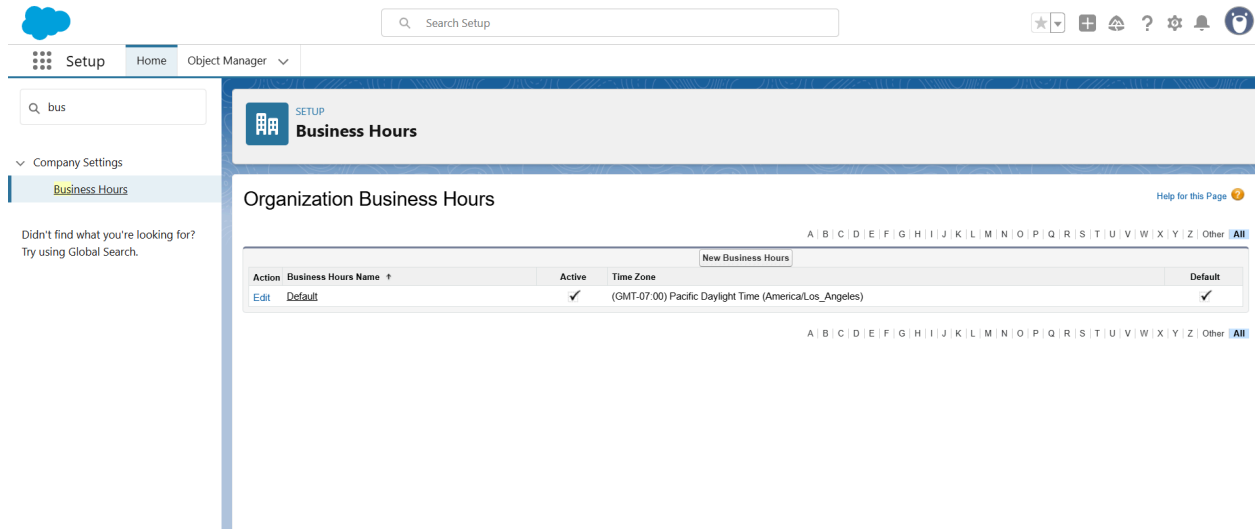 Search Setup
Setup Home Object Manager
bus
Company Settings
Business Hours
Didn't find what you're looking for?
Try using Global Search.
SETUP
Business Hours
Organization Business Hours
Help for this Page ?
A | B | C | D | E | F | G | H | I | J | K | L | M | N | O | P | Q | R | S | T | U | V | W | X | Y | Z | Other | All
New Business Hours
Action Business Hours Name ↑ Active Time Zone Default
Edit Default ✓ (GMT-07:00) Pacific Daylight Time (America/Los_Angeles) ✓
A | B | C | D | E | F | G | H | I | J | K | L | M | N | O | P | Q | R | S | T | U | V | W | X | Y | Z | Other | All